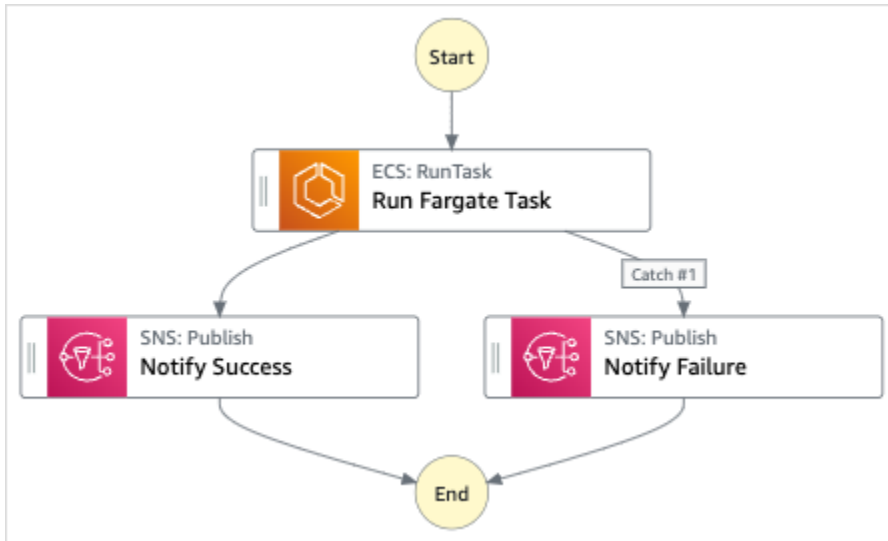 Start
ECS: RunTask
Run Fargate Task
Catch #1
SNS: Publish
Notify Success
SNS: Publish
Notify Failure
End